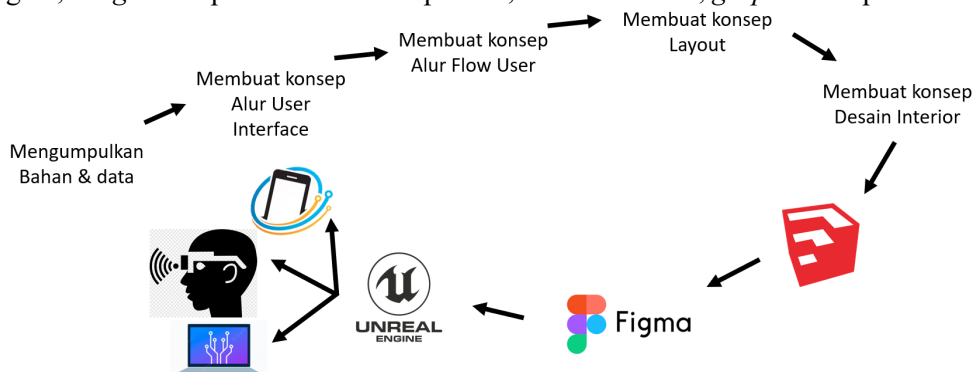 Mengumpulkan
Bahan & data
Membuat konsep
Alur User
Interface
Membuat konsep
Alur Flow User
Membuat konsep
Layout
Membuat konsep
Desain Interior
Figma
UNREAL
ENGINE